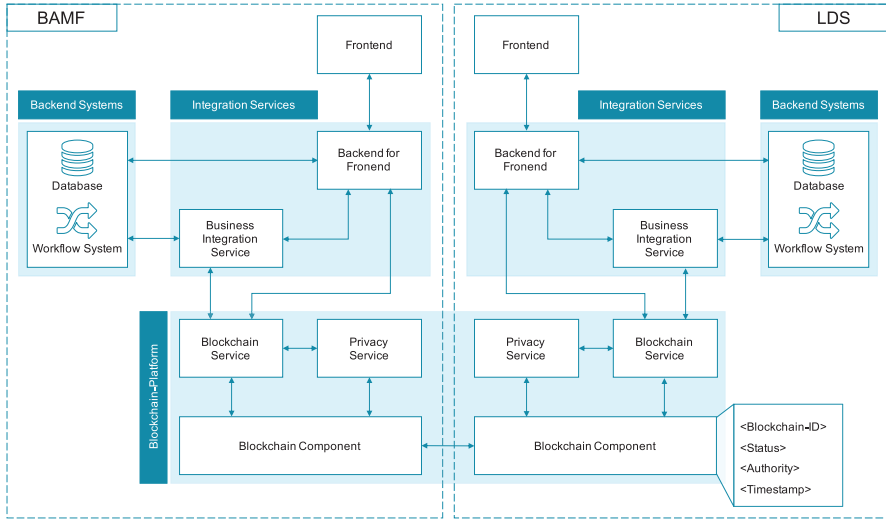 BAMF
LDS
Frontend
Frontend
Backend Systems
Integration Services
Integration Services
Backend Systems
Database
Workflow System
Backend for
Fronend
Backend for
Fronend
Database
Workflow System
Business
Integration
Service
Business
Integration
Service
Blockchain-Platform
Blockchain
Service
Privacy
Service
Privacy
Service
Blockchain
Service
Blockchain Component
Blockchain Component
<Blockchain-ID>
<Status>
<Authority>
<Timestamp>